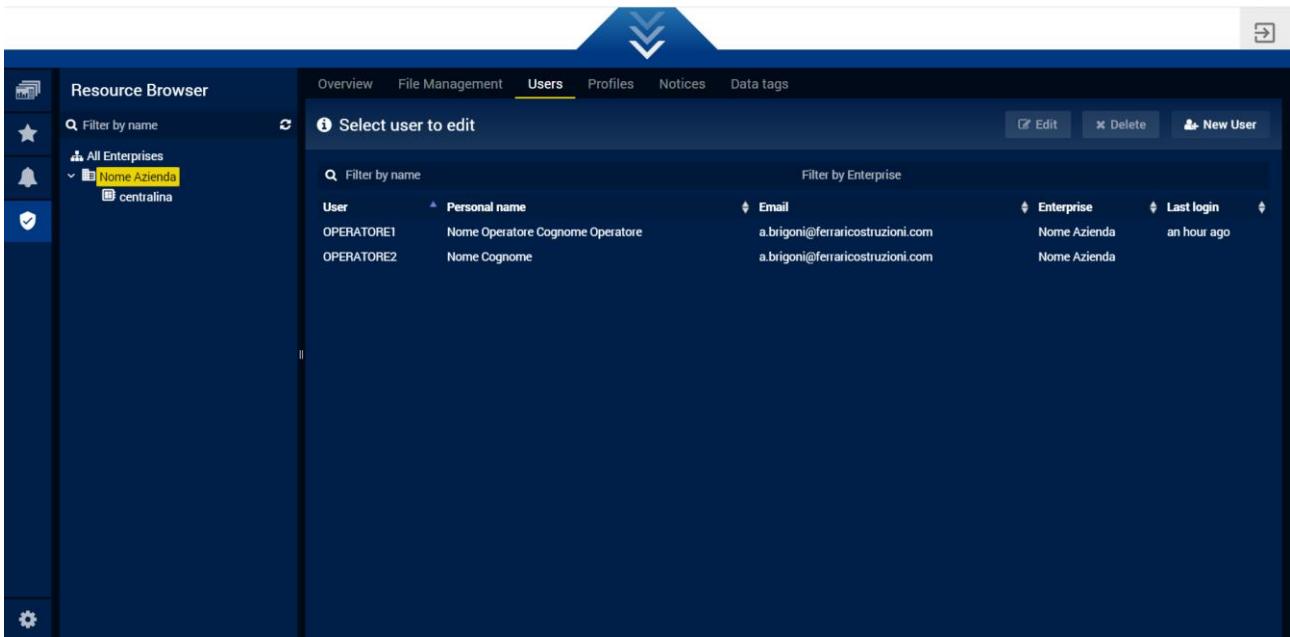 Resource Browser
Filter by name
All Enterprises
Nome Azienda
centralina
Overview File Management Users Profiles Notices Data tags
Select user to edit
Edit Delete New User
Filter by name Filter by Enterprise
User Personal name Email Enterprise Last login
OPERATORE1 Nome Operatore Cognome Operatore a.brigoni@ferraricostruzioni.com Nome Azienda an hour ago
OPERATORE2 Nome Cognome a.brigoni@ferraricostruzioni.com Nome Azienda